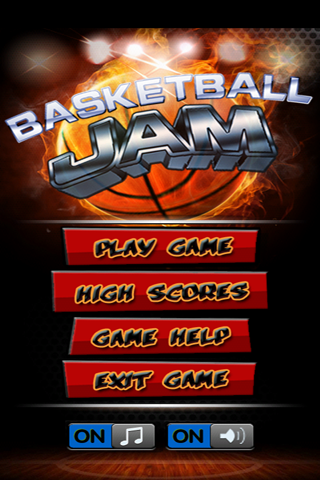 BASKETBALL
JAM
PLAY GAME
HIGH SCORES
GAME HELP
EXIT GAME
ON ON